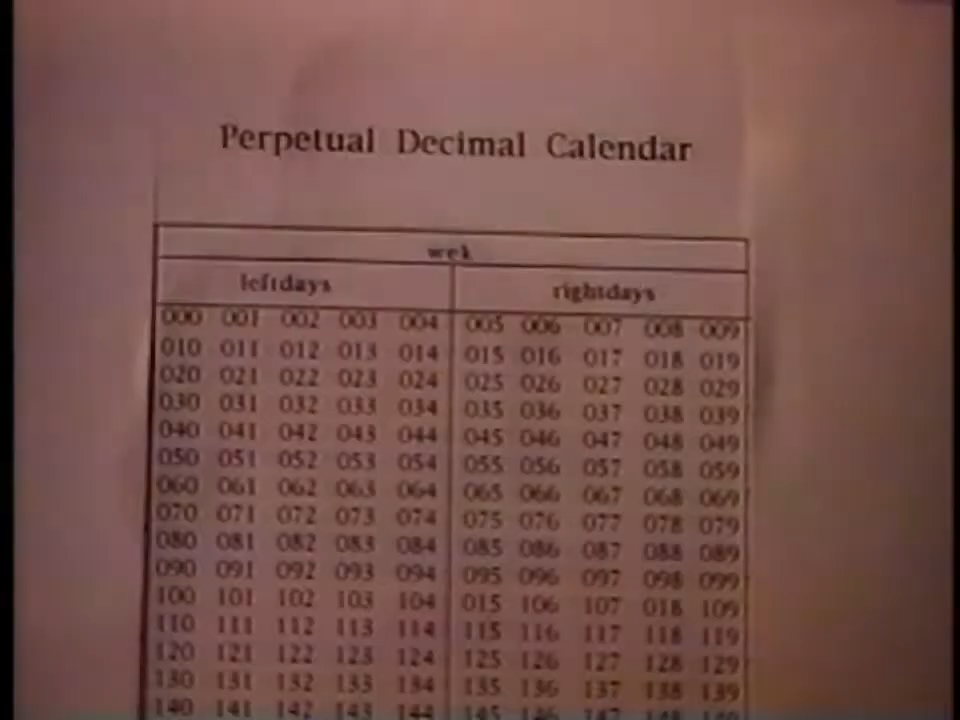 Perpetual Decimal Calendar
wek
leftdays rightdays
000 001 002 003 004 005 006 007 008 009
010 011 012 013 014 015 016 017 018 019
020 021 022 023 024 025 026 027 028 029
030 031 032 033 034 035 036 037 038 039
040 041 042 043 044 045 046 047 048 049
050 051 052 053 054 055 056 057 058 059
060 061 062 063 064 065 066 067 068 069
070 071 072 073 074 075 076 077 078 079
080 081 082 083 084 085 086 087 088 089
090 091 092 093 094 095 096 097 098 099
100 101 102 103 104 015 106 107 018 109
110 111 112 113 114 115 116 117 118 119
120 121 122 123 124 125 126 127 128 129
130 131 132 133 134 135 136 137 138 139
140 141 142 143 144 145 146 147 148